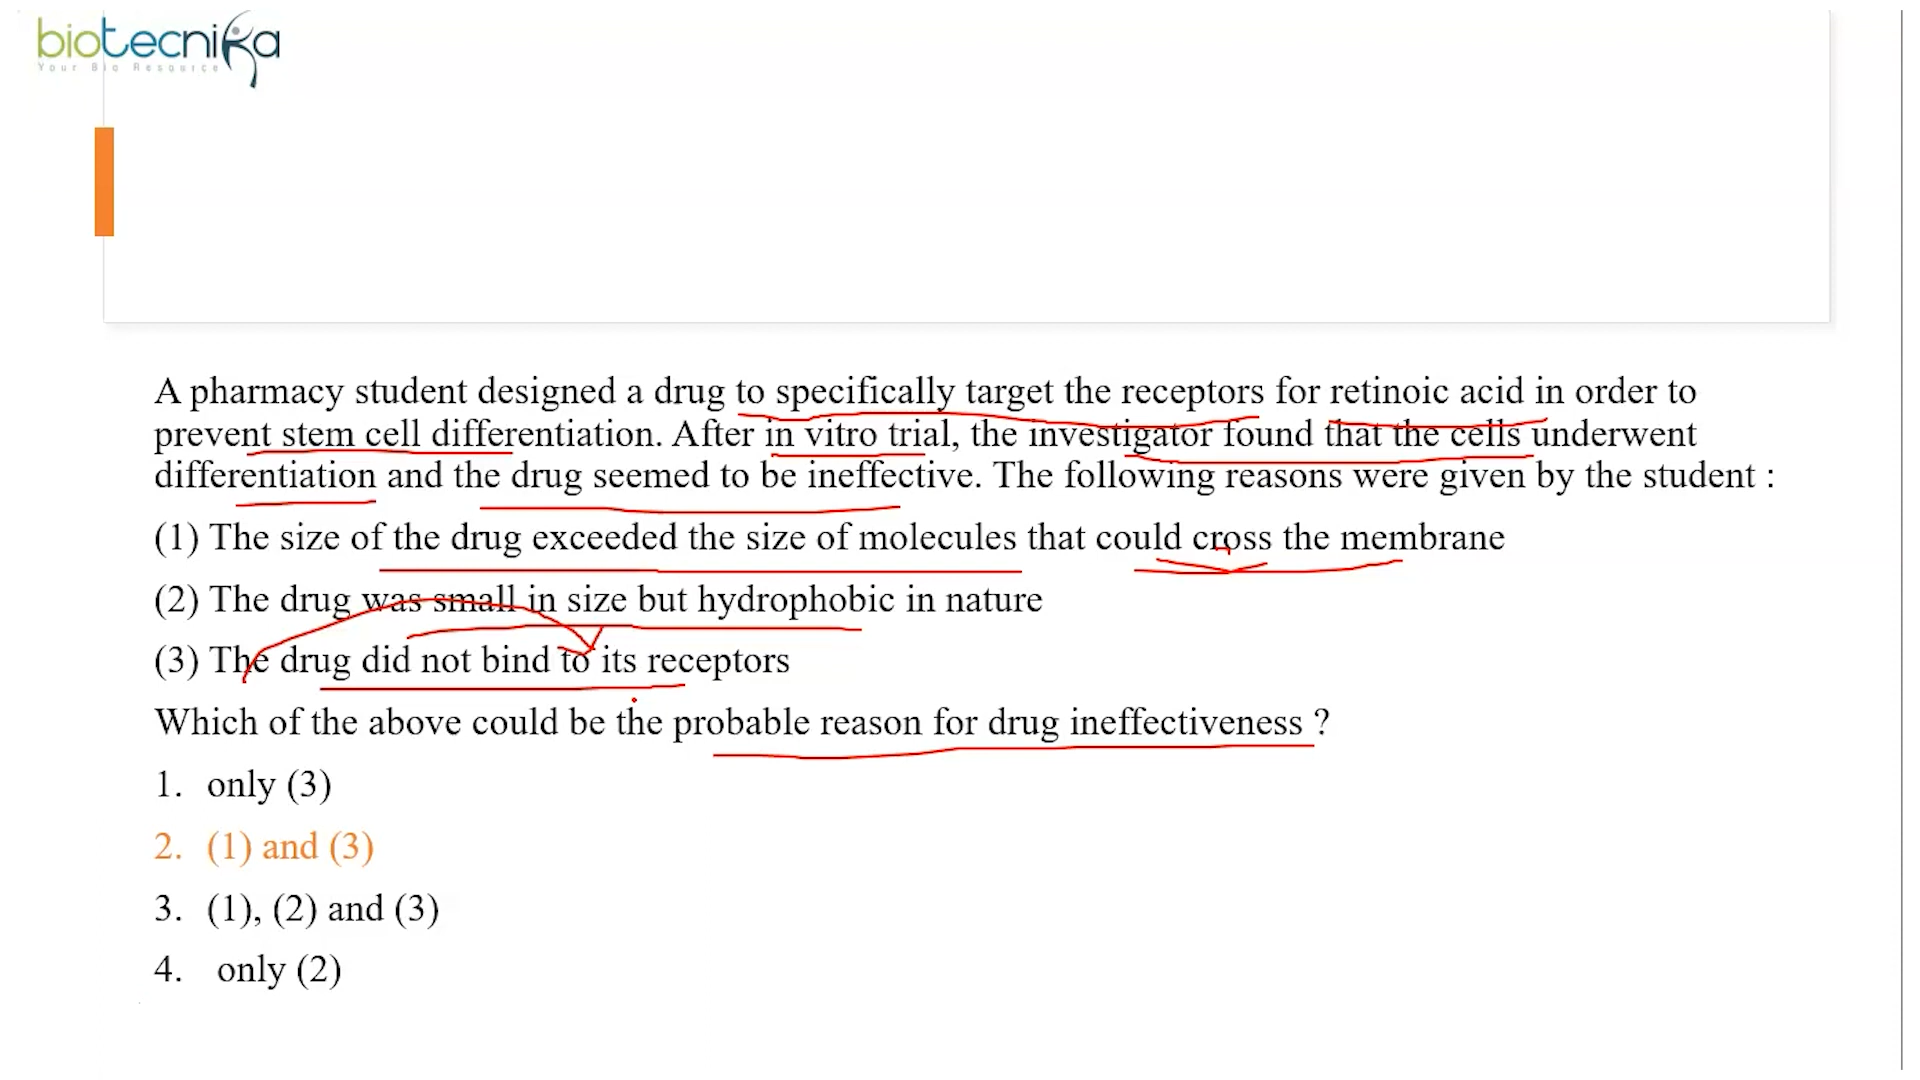 biotecnika
Your Bio Resource
A pharmacy student designed a drug to specifically target the receptors for retinoic acid in order to
prevent stem cell differentiation. After in vitro trial, the investigator found that the cells underwent
differentiation and the drug seemed to be ineffective. The following reasons were given by the student :
(1) The size of the drug exceeded the size of molecules that could cross the membrane
(2) The drug was small in size but hydrophobic in nature
(3) The drug did not bind to its receptors
Which of the above could be the probable reason for drug ineffectiveness ?
1. only (3)
2. (1) and (3)
3. (1), (2) and (3)
4. only (2)